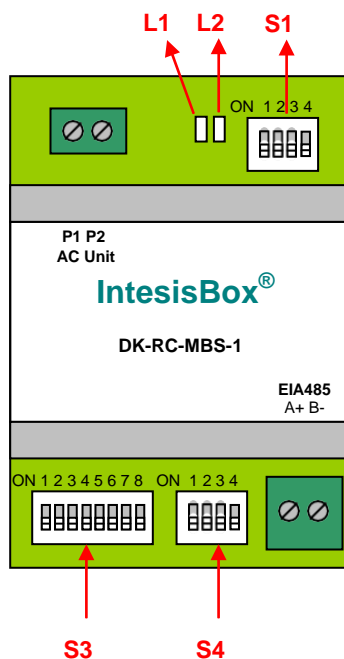 L1 L2 S1
ON 1 2 3 4
P1 P2
AC Unit
IntesisBox®
DK-RC-MBS-1
EIA485
A+ B-
ON 1 2 3 4 5 6 7 8 ON 1 2 3 4
S3 S4